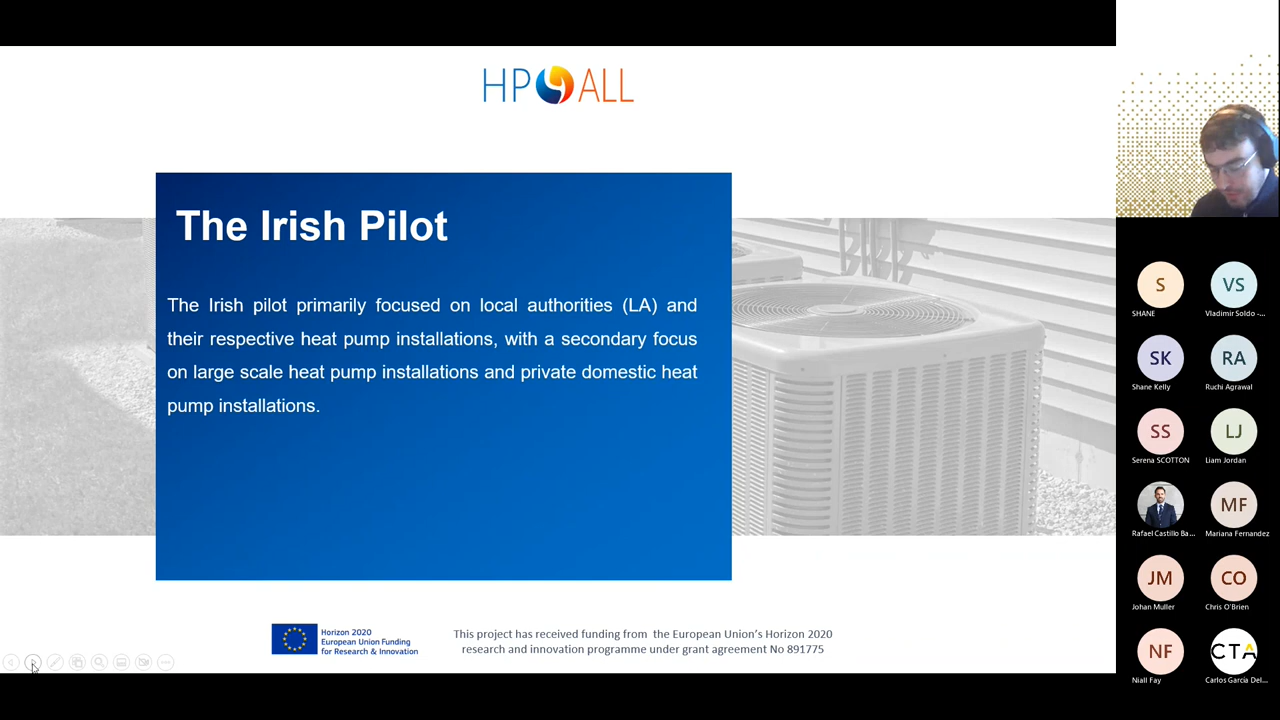 HP ALL
The Irish Pilot
The Irish pilot primarily focused on local authorities (LA) and
their respective heat pump installations, with a secondary focus
on large scale heat pump installations and private domestic heat
pump installations.
Horizon 2020
European Union Funding
for Research & Innovation
This project has received funding from the European Union's Horizon 2020
research and innovation programme under grant agreement No 891775
S
SHANE
VS
Vladimir Soldo -...
SK
Shane Kelly
RA
Ruchi Agrawal
SS
Serena SCOTTON
LJ
Liam Jordan
Rafael Castillo Ba...
MF
Mariana Fernandez
JM
Johan Muller
CO
Chris O'Brien
NF
Niall Fay
CTA
Carlos García Del...